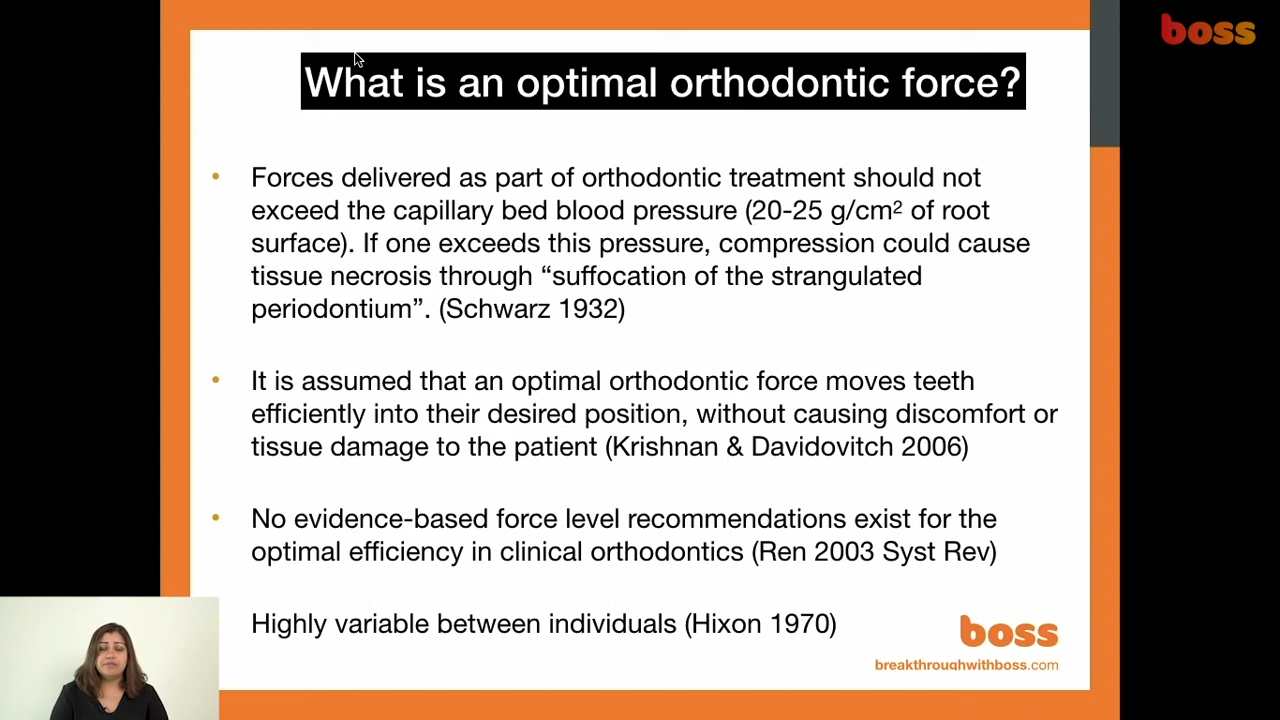 boss
What is an optimal orthodontic force?
• Forces delivered as part of orthodontic treatment should not
exceed the capillary bed blood pressure (20-25 g/cm² of root
surface). If one exceeds this pressure, compression could cause
tissue necrosis through “suffocation of the strangulated
periodontium”. (Schwarz 1932)
• It is assumed that an optimal orthodontic force moves teeth
efficiently into their desired position, without causing discomfort or
tissue damage to the patient (Krishnan & Davidovitch 2006)
• No evidence-based force level recommendations exist for the
optimal efficiency in clinical orthodontics (Ren 2003 Syst Rev)
Highly variable between individuals (Hixon 1970)
boss
breakthroughwithboss.com